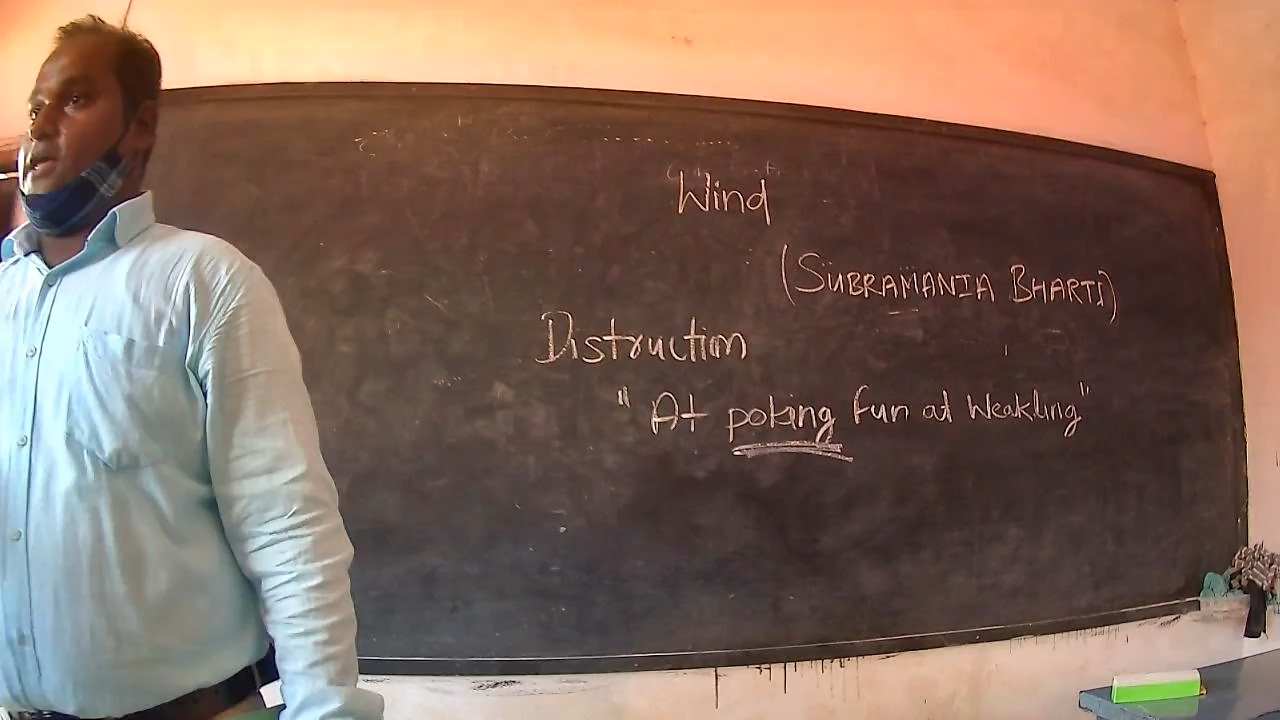 Wind
(SUBRAMANIA BHARTI)
Distruction
"At poking fun at Weakling"